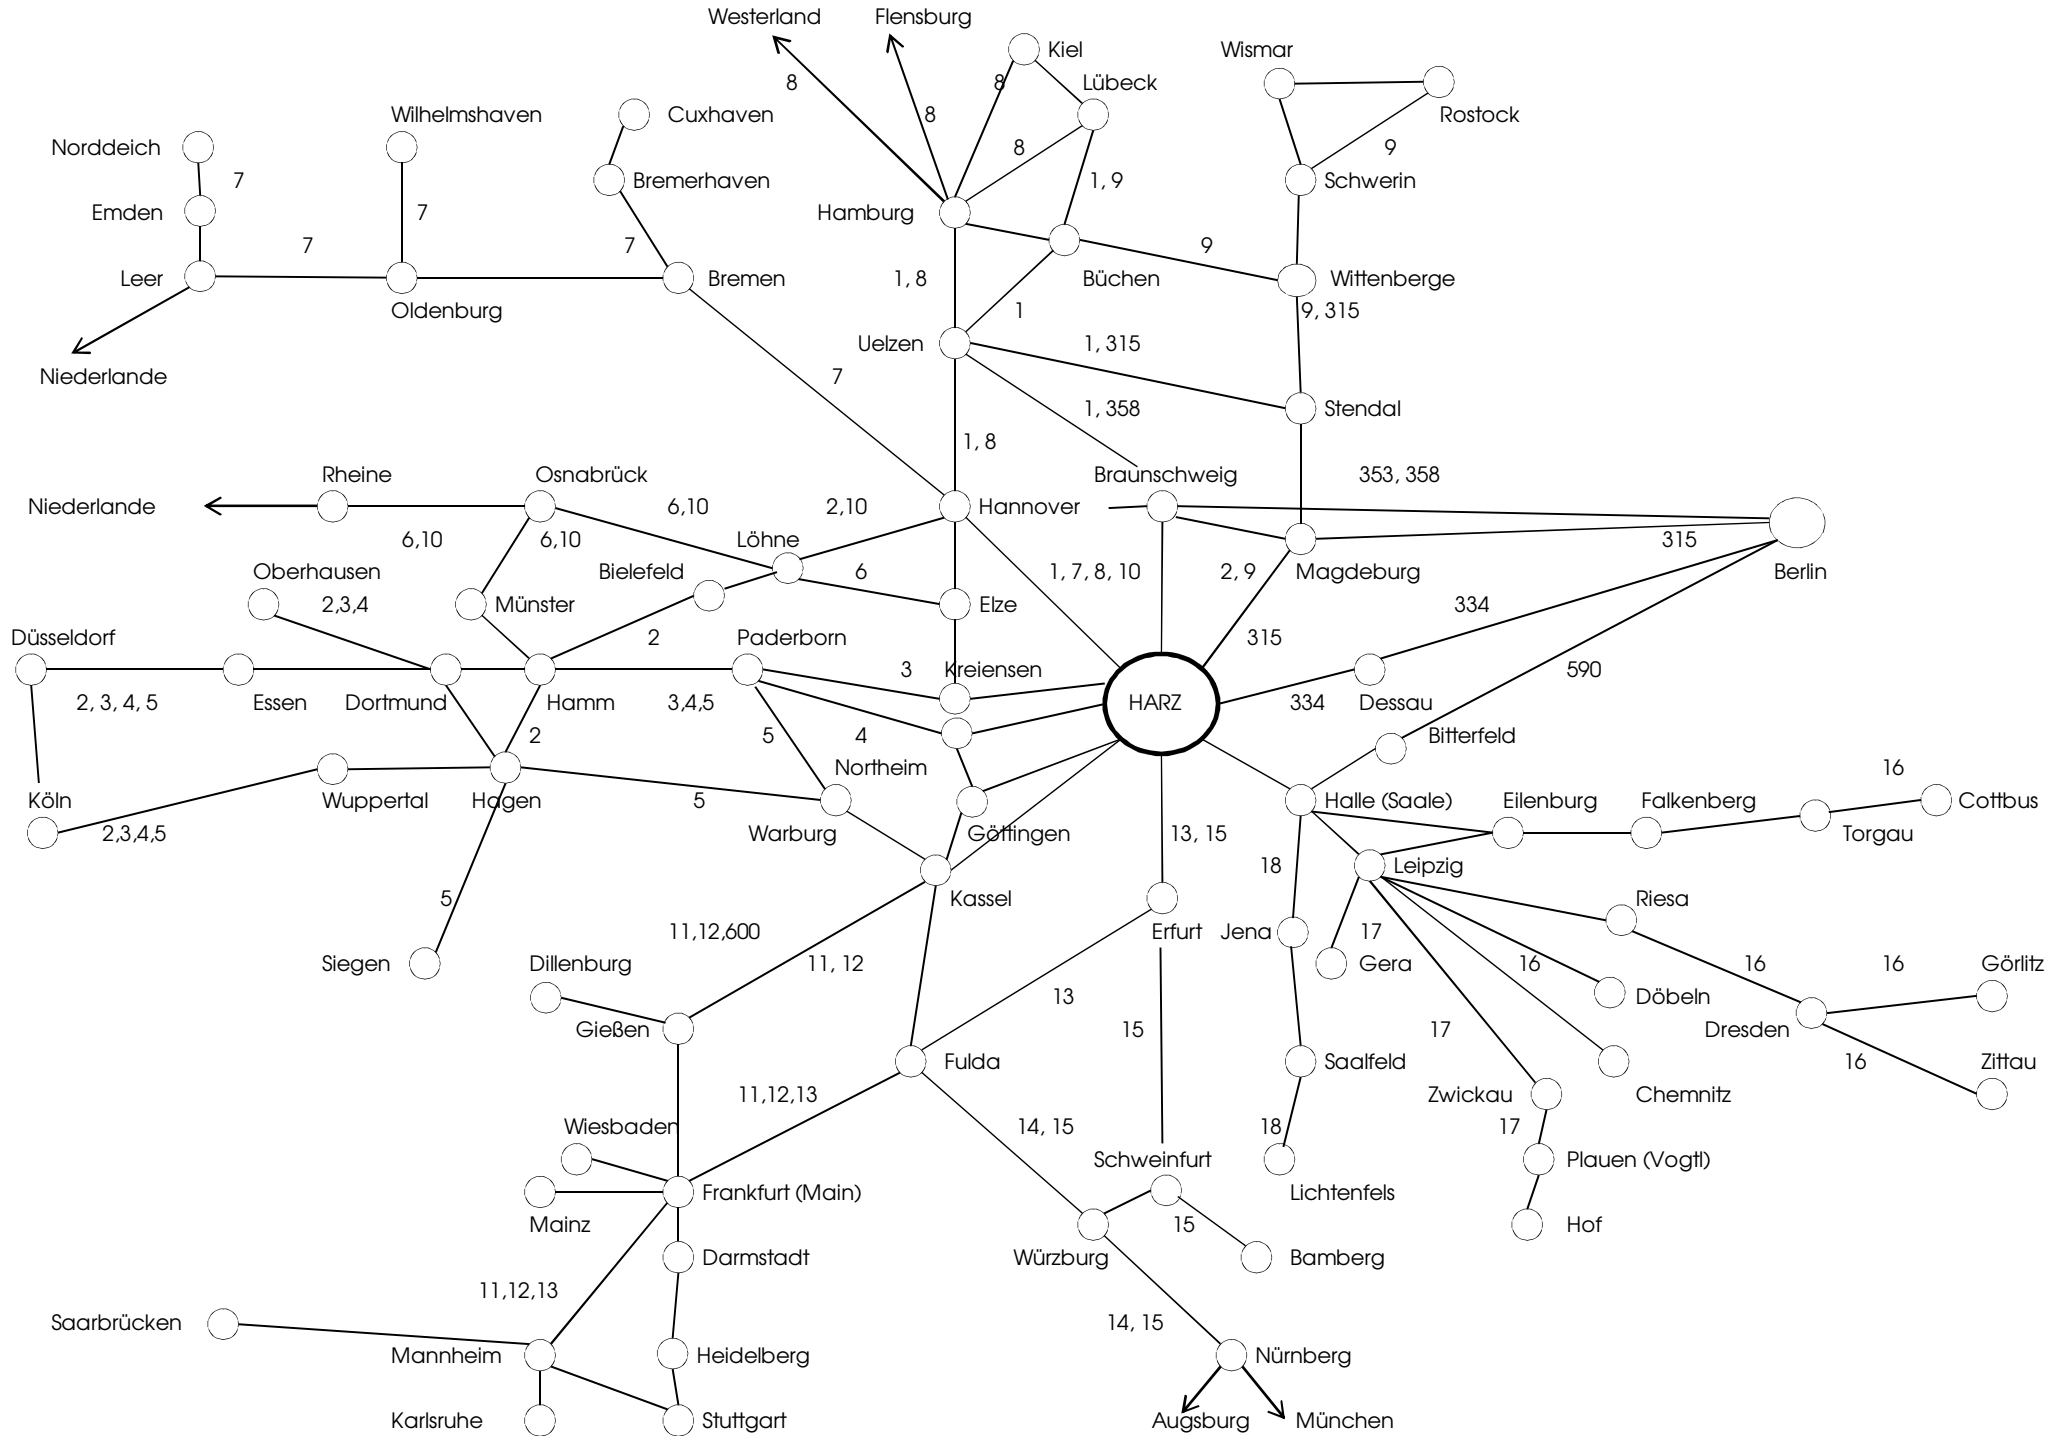 Westerland
Flensburg
Kiel
Wismar
8
8
Lübeck
Wilhelmshaven
Cuxhaven
8
Rostock
Norddeich
8
9
7
Bremerhaven
1, 9
Schwerin
Emden
7
Hamburg
7
7
9
Leer
Bremen
1, 8
Büchen
Wittenberge
Oldenburg
1
9, 315
Uelzen
1, 315
Niederlande
7
1, 358
Stendal
1, 8
Rheine
Osnabrück
Braunschweig
353, 358
Niederlande
6,10
2,10
Hannover
6,10
6,10
Löhne
315
Oberhausen
Bielefeld
6
1, 7, 8, 10
2, 9
Magdeburg
Berlin
2,3,4
Münster
Elze
334
Düsseldorf
2
Paderborn
315
3
Kreiensen
590
2, 3, 4, 5
Essen
Dortmund
Hamm
3,4,5
HARZ
334
Dessau
2
5
4
Bitterfeld
Northeim
16
Köln
Wuppertal
Hagen
5
Halle (Saale)
Eilenburg
Falkenberg
Cottbus
2,3,4,5
Warburg
Göttingen
13, 15
Torgau
18
Leipzig
5
Kassel
Riesa
11,12,600
Erfurt
Jena
17
Siegen
Dillenburg
11, 12
Gera
16
16
16
Görlitz
13
Döbeln
Gießen
15
17
Dresden
Fulda
Saalfeld
16
Zittau
11,12,13
Zwickau
Chemnitz
Wiesbaden
14, 15
18
17
Schweinfurt
Plauen (Vogtl)
Frankfurt (Main)
Lichtenfels
Mainz
15
Hof
Darmstadt
Würzburg
Bamberg
11,12,13
Saarbrücken
14, 15
Mannheim
Heidelberg
Nürnberg
Karlsruhe
Stuttgart
Augsburg
München